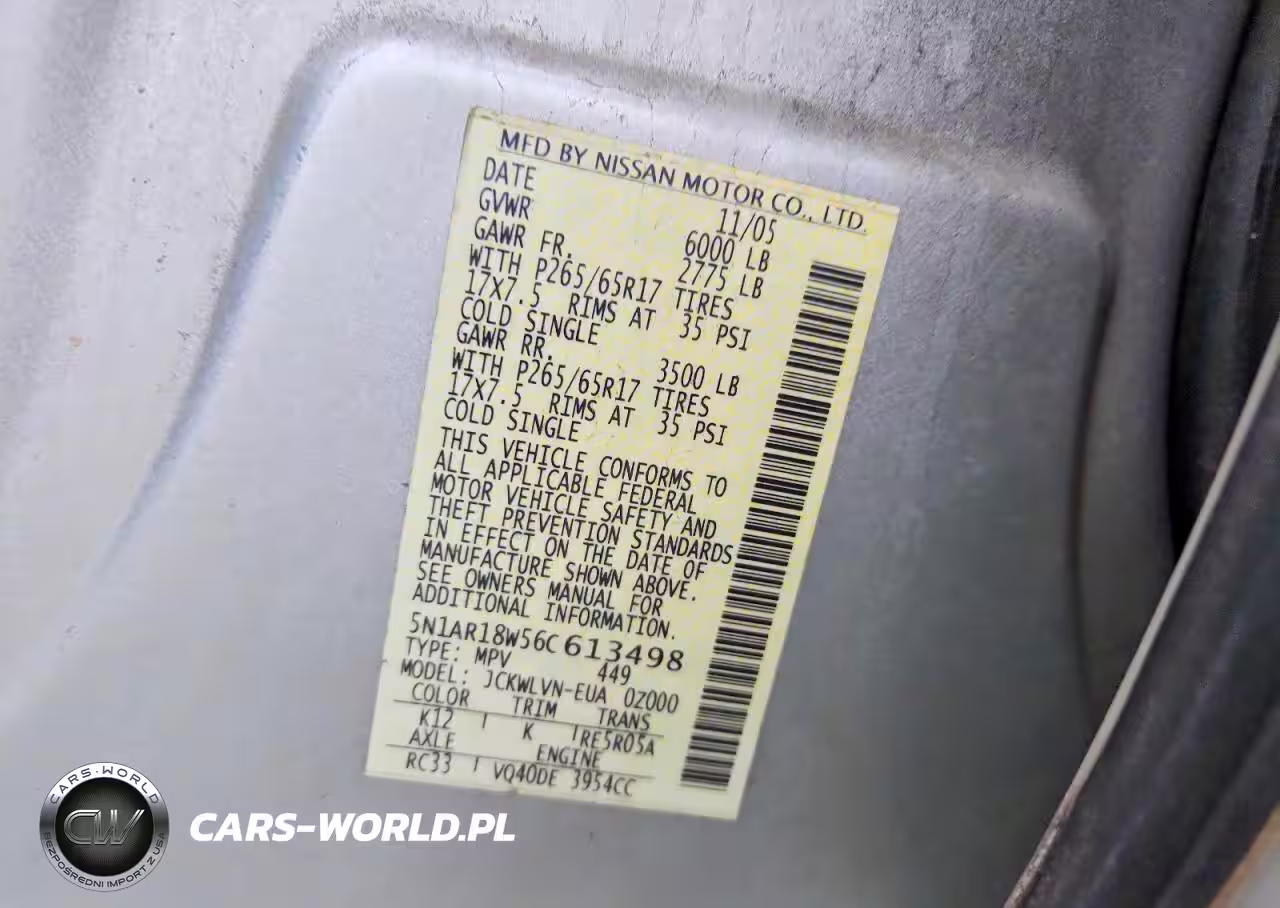 MFD BY NISSAN MOTOR CO., LTD.
DATE 11/05
GVWR 6000 LB
GAWR FR. 2775 LB
WITH P265/65R17 TIRES
17X7.5 RIMS AT 35 PSI
COLD SINGLE
GAWR RR. 3500 LB
WITH P265/65R17 TIRES
17X7.5 RIMS AT 35 PSI
COLD SINGLE
THIS VEHICLE CONFORMS TO
ALL APPLICABLE FEDERAL
MOTOR VEHICLE SAFETY AND
THEFT PREVENTION STANDARDS
IN EFFECT ON THE DATE OF
MANUFACTURE SHOWN ABOVE.
SEE OWNERS MANUAL FOR
ADDITIONAL INFORMATION.
5N1AR18W56C613498
TYPE: MPV 449
MODEL: JCKWLVN-EUA 0Z000
COLOR TRIM TRANS
K12 K RE5R05A
AXLE ENGINE
RC33 VQ40DE 3954CC
CARS-WORLD
CW
BEZPOŚREDNI IMPORT Z USA
CARS-WORLD.PL